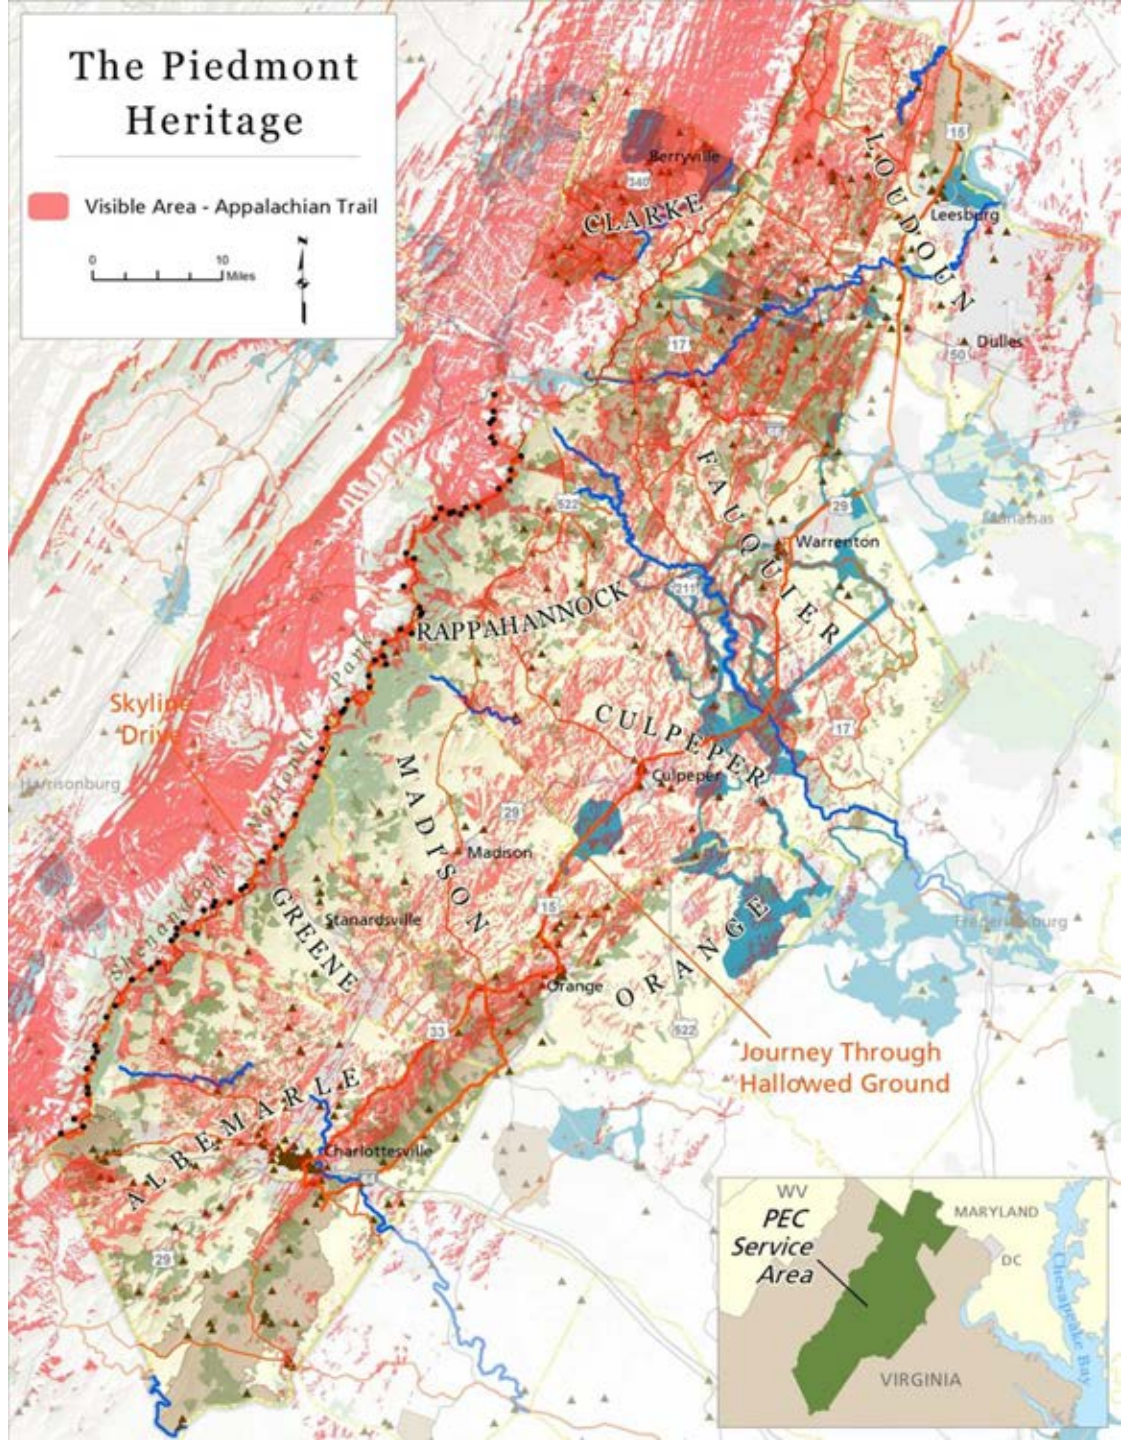 The Piedmont
Heritage
Visible Area - Appalachian Trail
N
0
10
Miles
Berryville
340
CLARKE
15
LOUDOUN
Leesburg
17
50
Dulles
66
FAUQUIER
522
29
Manassas
Warrenton
211
RAPPAHANNOCK
Skyline
Drive
Shenandoah National Park
Harrisonburg
CULPEPER
17
Culpeper
MADISON
29
Madison
GREENE
Stanardsville
15
ORANGE
Fredericksburg
Orange
33
522
Journey Through
Hallowed Ground
ALBEMARLE
Charlottesville
64
29
WV
PEC
Service
Area
MARYLAND
DC
Chesapeake Bay
VIRGINIA